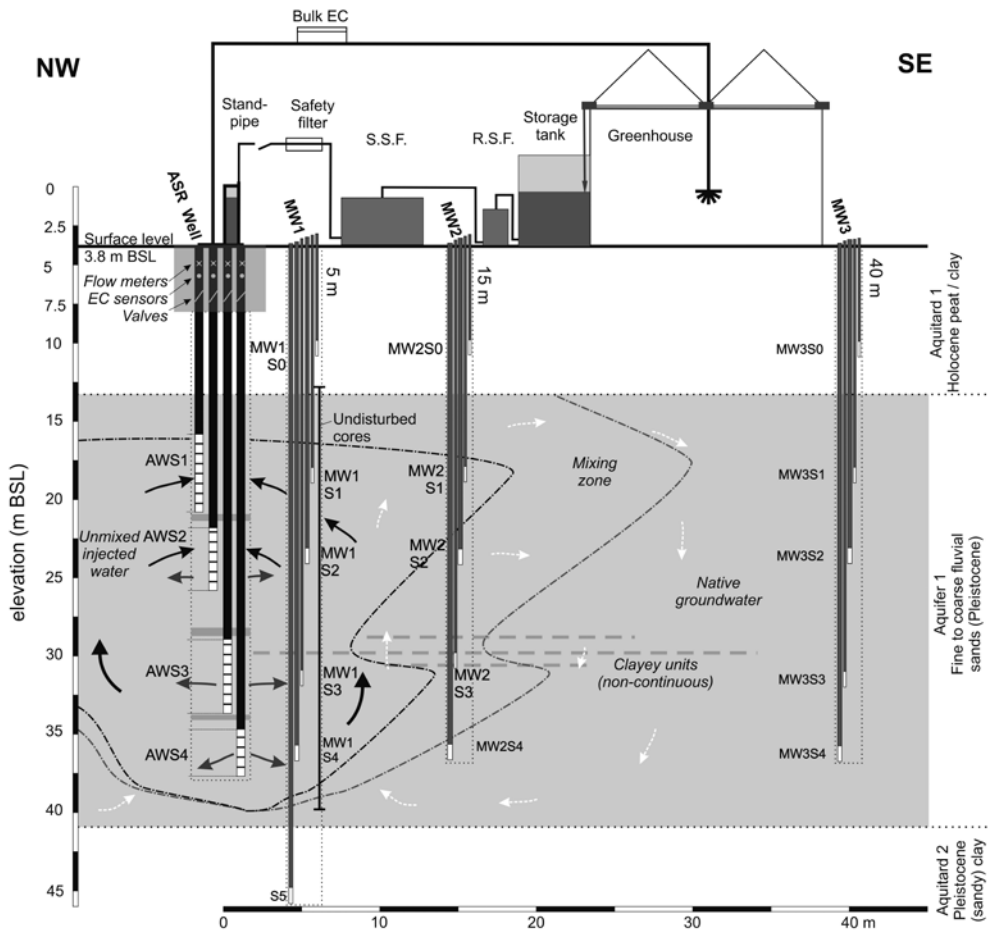 Bulk EC
NW
SE
Stand-
pipe
Safety
filter
S.S.F.
R.S.F.
Storage
tank
Greenhouse
ASR Well
MW1
MW2
MW3
0
2.5
5
7.5
10
15
20
25
30
35
40
45
elevation (m BSL)
Surface level
3.8 m BSL
Flow meters
EC sensors
Valves
5 m
15 m
40 m
MW1
S0
MW2S0
MW3S0
Undisturbed
cores
AWS1
MW1
S1
MW2
S1
Mixing
zone
MW3S1
Unmixed
injected
water
AWS2
MW1
S2
MW2
S2
MW3S2
Native
groundwater
AWS3
MW1
S3
MW2
S3
Clayey units
(non-continuous)
MW3S3
AWS4
MW1
S4
MW2S4
MW3S4
S5
0
10
20
30
40 m
Aquitard 1
Holocene peat / clay
Aquifer 1
Fine to coarse fluvial
sands (Pleistocene)
Aquitard 2
Pleistocene
(sandy) clay